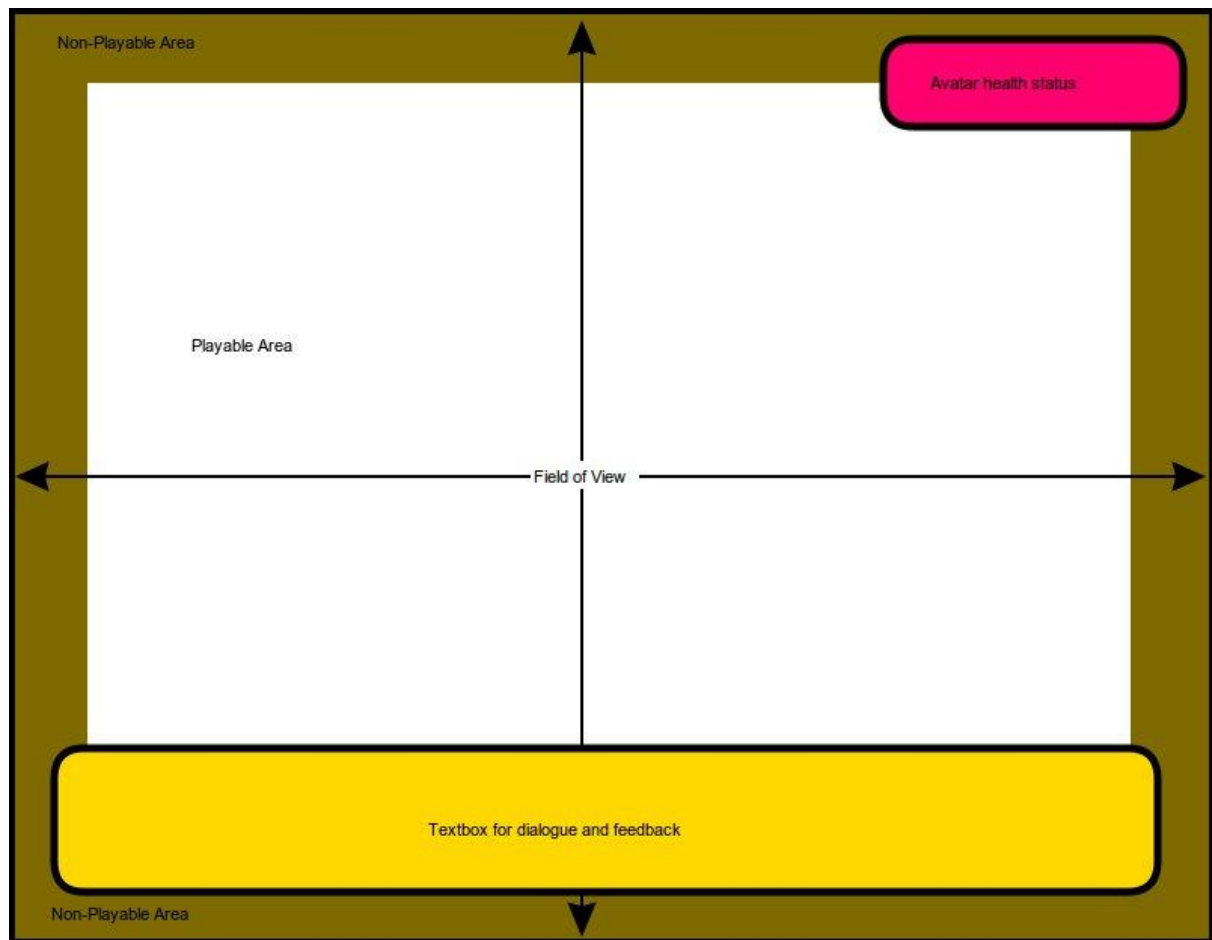 Non-Playable Area
Avatar health status
Playable Area
Field of View
Textbox for dialogue and feedback
Non-Playable Area